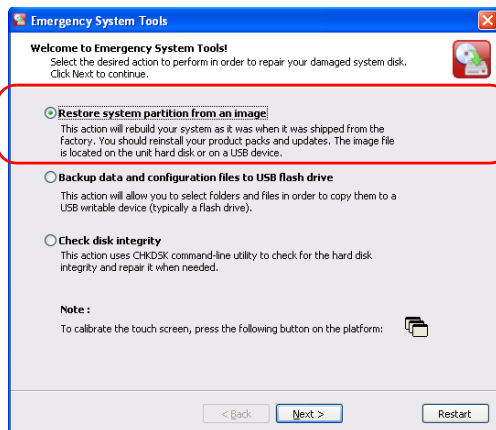 Emergency System Tools
Welcome to Emergency System Tools!
Select the desired action to perform in order to repair your damaged system disk.
Click Next to continue.
Restore system partition from an image
This action will rebuild your system as it was when it was shipped from the
factory. You should reinstall your product packs and updates. The image file
is located on the unit hard disk or on a USB device.
Backup data and configuration files to USB flash drive
This action will allow you to select folders and files in order to copy them to a
USB writable device (typically a flash drive).
Check disk integrity
This action uses CHKDSK command-line utility to check for the hard disk
integrity and repair it when needed.
Note :
To calibrate the touch screen, press the following button on the platform:
< Back Next > Restart